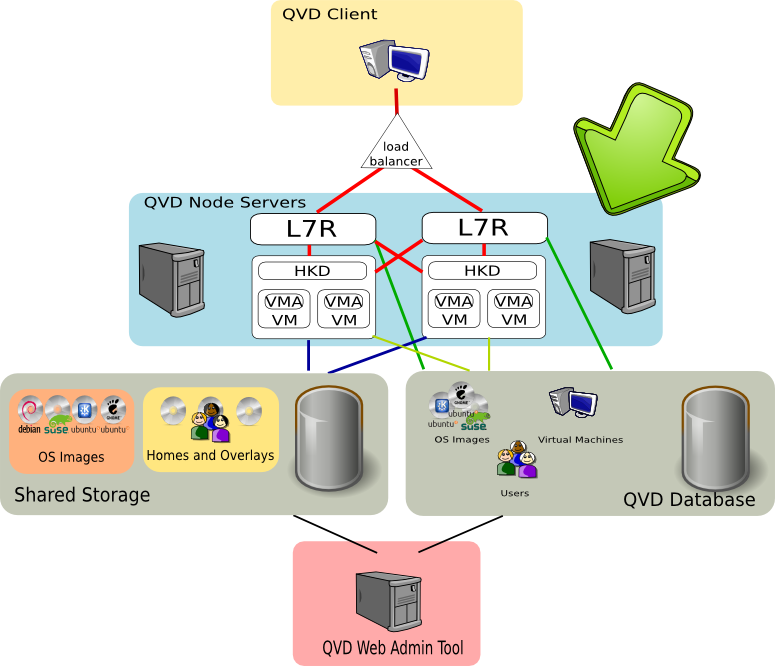 QVD Client
load
balancer
QVD Node Servers
L7R
L7R
HKD
HKD
VMA
VMA
VM
VM
VMA
VMA
VM
VM
debian
suse
ubuntu
ubuntu
OS Images
Homes and Overlays
Shared Storage
GNOME
ubuntu
ubuntu
suse
OS Images
Virtual Machines
Users
QVD Database
QVD Web Admin Tool